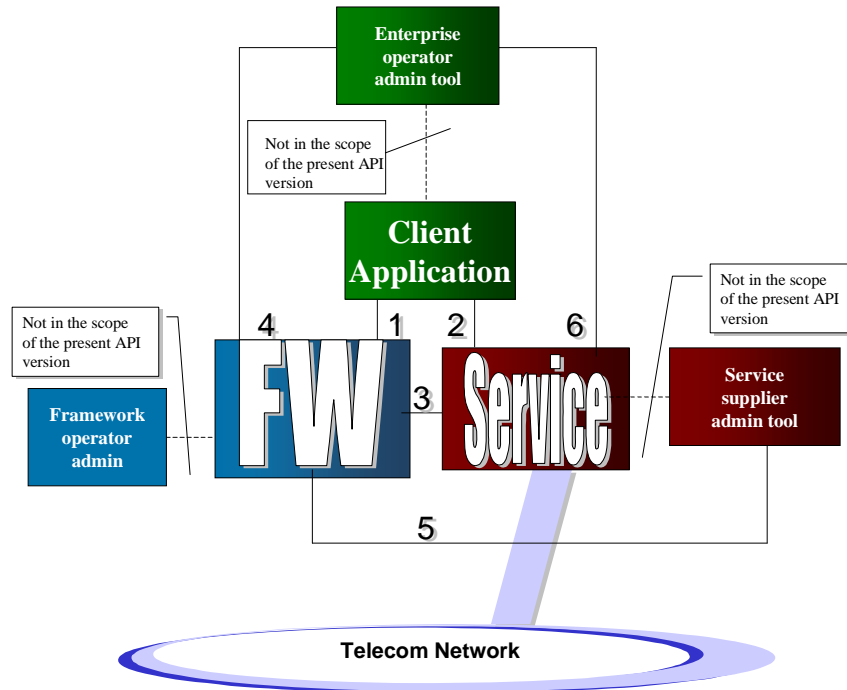 Enterprise
operator
admin tool
Not in the scope
of the present API
version
Client
Application
Not in the scope
of the present API
version
Not in the scope
of the present API
version
4
1
2
6
FW
Service
3
Framework
operator
admin
Service
supplier
admin tool
5
Telecom Network